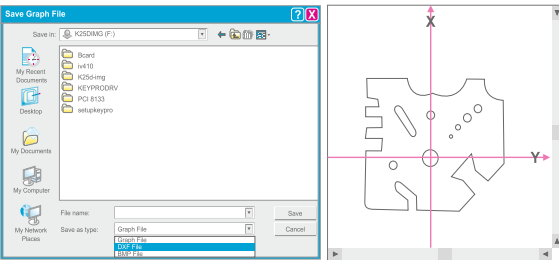 Save Graph File
Save in: K25DIMG (F:)
Bcard
iv410
K25d-img
KEYPRODRV
PCI 8133
setupkeypro
My Recent
Documents
Desktop
My Documents
My Computer
My Network
Places
File name:
Save
Save as type: Graph File
Cancel
Graph File
DXF File
BMP File
X
Y